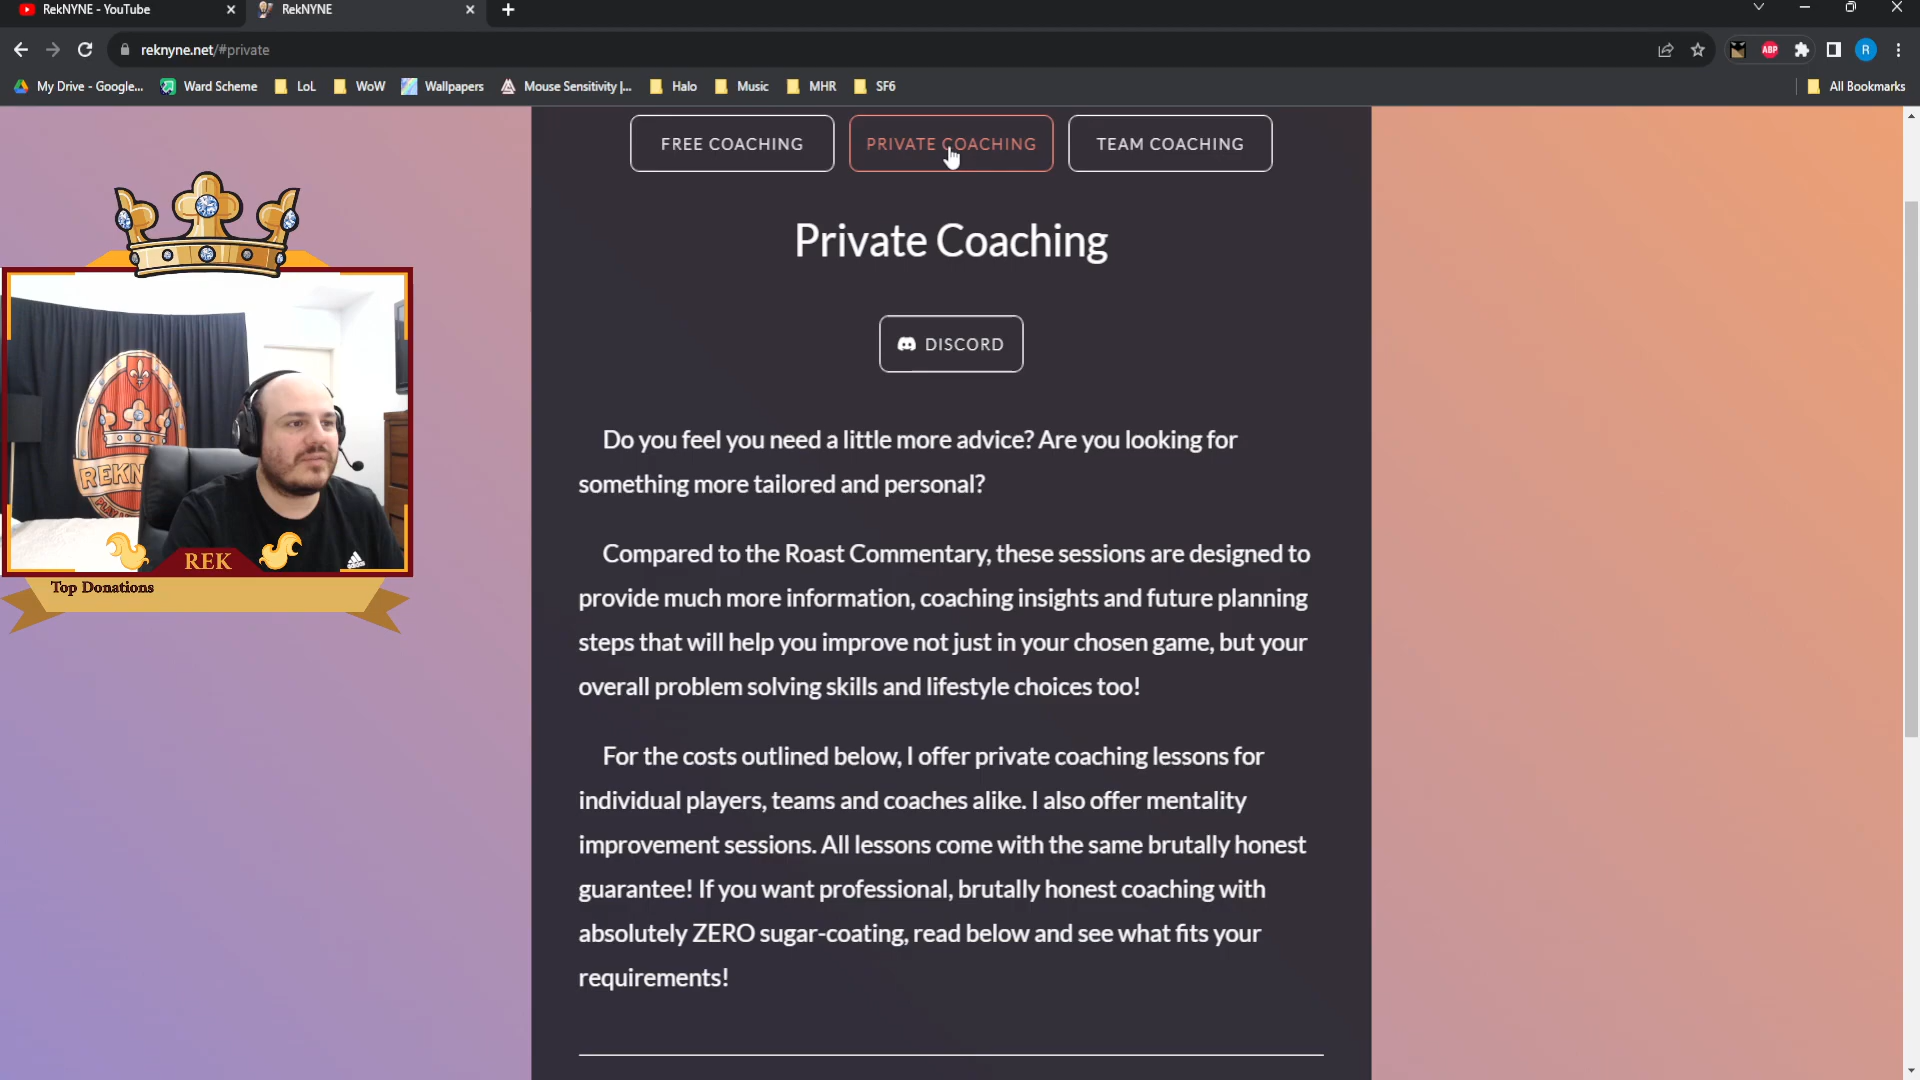 RekNYNE - YouTube
RekNYNE
reknyne.net/#private
ABP
R
My Drive - Google...
Ward Scheme
LoL
WoW
Wallpapers
Mouse Sensitivity |...
Halo
Music
MHR
SF6
All Bookmarks
FREE COACHING
PRIVATE COACHING
TEAM COACHING
Private Coaching
DISCORD
Do you feel you need a little more advice? Are you looking for
something more tailored and personal?
Compared to the Roast Commentary, these sessions are designed to
provide much more information, coaching insights and future planning
steps that will help you improve not just in your chosen game, but your
overall problem solving skills and lifestyle choices too!
For the costs outlined below, I offer private coaching lessons for
individual players, teams and coaches alike. I also offer mentality
improvement sessions. All lessons come with the same brutally honest
guarantee! If you want professional, brutally honest coaching with
absolutely ZERO sugar-coating, read below and see what fits your
requirements!
REK
Top Donations